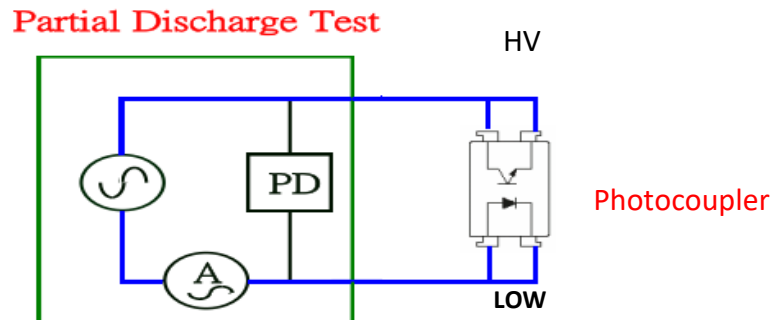 Partial Discharge Test
HV
PD
Photocoupler
A
LOW